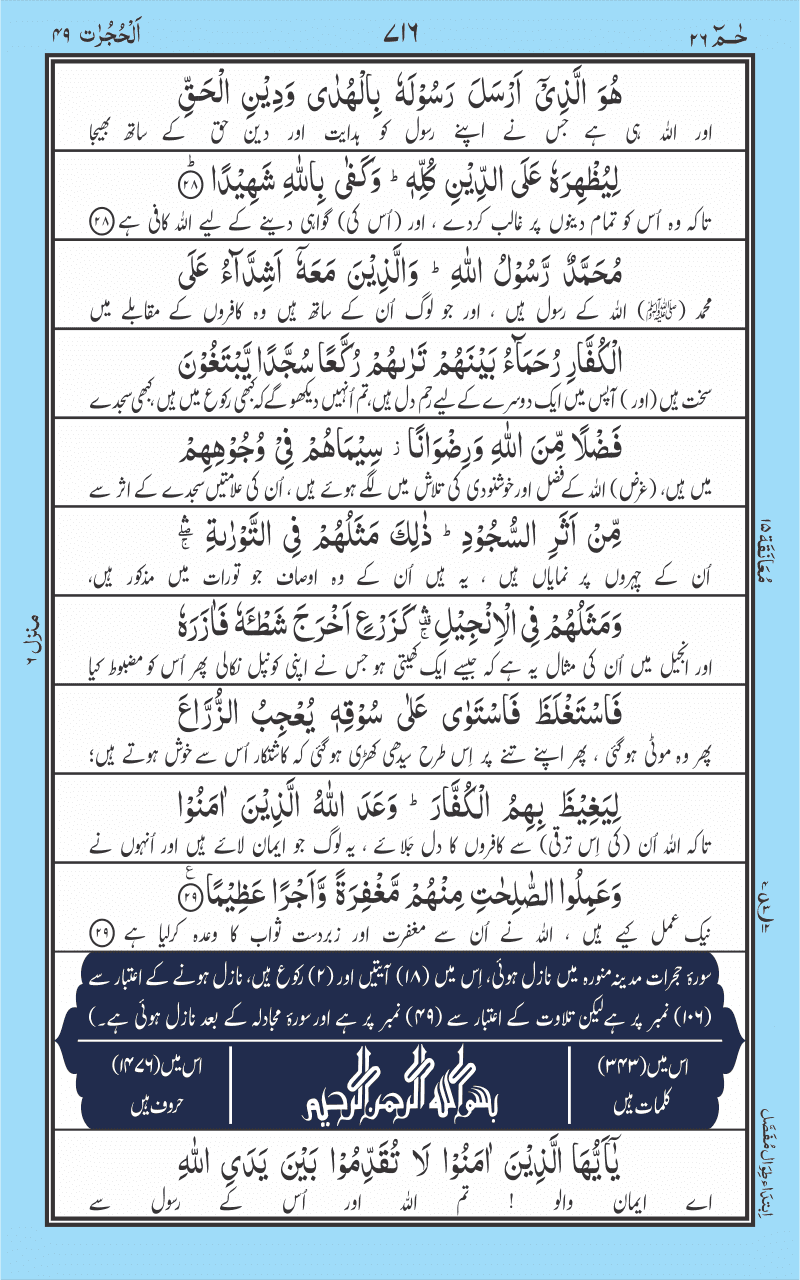 حٰمٓ ۲۶
۷۱۶
اَلْحُجُرٰت ۴۹
هُوَ الَّذِیْۤ اَرْسَلَ رَسُوْلَهٗ بِالْهُدٰی وَدِیْنِ الْحَقِّ
اور اللہ ہی ہے جس نے اپنے رسول کو ہدایت اور دین حق کے ساتھ بھیجا
لِیُظْهِرَهٗ عَلَی الدِّیْنِ كُلِّهٖ ؕ وَكَفٰی بِاللّٰهِ شَهِیْدًا ؕ۲۸
تاکہ وہ اُس کو تمام دینوں پر غالب کردے ، اور (اُس کی) گواہی دینے کے لیے اللہ کافی ہے ۲۸
مُحَمَّدٌ رَّسُوْلُ اللّٰهِ ؕ وَالَّذِیْنَ مَعَهٗۤ اَشِدَّآءُ عَلَی
محمد (ﷺ) اللہ کے رسول ہیں ، اور جو لوگ اُن کے ساتھ ہیں وہ کافروں کے مقابلے میں
الْكُفَّارِ رُحَمَآءُ بَیْنَهُمْ تَرٰىهُمْ رُكَّعًا سُجَّدًا یَّبْتَغُوْنَ
سخت ہیں (اور ) آپس میں ایک دوسرے کے لیے رحم دل ہیں،تم اُنہیں دیکھو گے کہ کبھی رکوع میں ہیں، کبھی سجدے
فَضْلًا مِّنَ اللّٰهِ وَرِضْوَانًا ؗ سِیْمَاهُمْ فِیْ وُجُوْهِهِمْ
میں ہیں، (غرض) اللہ کے فضل اور خوشنودی کی تلاش میں لگے ہوئے ہیں ، اُن کی علامتیں سجدے کے اثر سے
مِّنْ اَثَرِ السُّجُوْدِ ؕ ذٰلِكَ مَثَلُهُمْ فِی التَّوْرٰىةِ ۛۖۚ
اُن کے چہروں پر نمایاں ہیں ، یہ ہیں اُن کے وہ اوصاف جو تورات میں مذکور ہیں،
وَمَثَلُهُمْ فِی الْاِنْجِیْلِ ۛ۫ۚ كَزَرْعٍ اَخْرَجَ شَطْـَٔهٗ فَاٰزَرَهٗ
اور انجیل میں اُن کی مثال یہ ہے کہ جیسے ایک کھیتی ہو جس نے اپنی کونپل نکالی پھر اُس کو مضبوط کیا
فَاسْتَغْلَظَ فَاسْتَوٰی عَلٰی سُوْقِهٖ یُعْجِبُ الزُّرَّاعَ
پھر وہ موٹی ہوگئی ، پھر اپنے تنے پر اِس طرح سیدھی کھڑی ہوگئی کہ کاشتکار اُس سے خوش ہوتے ہیں؛
لِیَغِیْظَ بِهِمُ الْكُفَّارَ ؕ وَعَدَ اللّٰهُ الَّذِیْنَ اٰمَنُوْا
تاکہ اللہ اُن (کی اِس ترقی) سے کافروں کا دل جَلائے ، یہ لوگ جو ایمان لائے ہیں اور اُنہوں نے
وَعَمِلُوا الصّٰلِحٰتِ مِنْهُمْ مَّغْفِرَةً وَّاَجْرًا عَظِیْمًا ۲۹ ع
نیک عمل کیے ہیں ، اللہ نے اُن سے مغفرت اور زبردست ثواب کا وعدہ کرلیا ہے ۲۹
سورۂ حجرات مدینہ منورہ میں نازل ہوئی، اِس میں (۱۸) آیتیں اور (۲) رکوع ہیں، نازل ہونے کے اعتبار سے
(۱۰۶) نمبر پر ہے لیکن تلاوت کے اعتبار سے (۴۹) نمبر پر ہے اور سورۂ مجادلہ کے بعد نازل ہوئی ہے۔)
اس میں (۳۴۳)
کلمات ہیں
بسم الله الرحمن الرحيم
اس میں (۱۴۷۶)
حروف ہیں
یٰۤاَیُّهَا الَّذِیْنَ اٰمَنُوْا لَا تُقَدِّمُوْا بَیْنَ یَدَیِ اللّٰهِ
اے ایمان والو ! تم اللہ اور اُس کے رسول سے
مُعَانَقَة ۱۵
منزل ۶
اِبتداء طِوَال مُفَصَّل